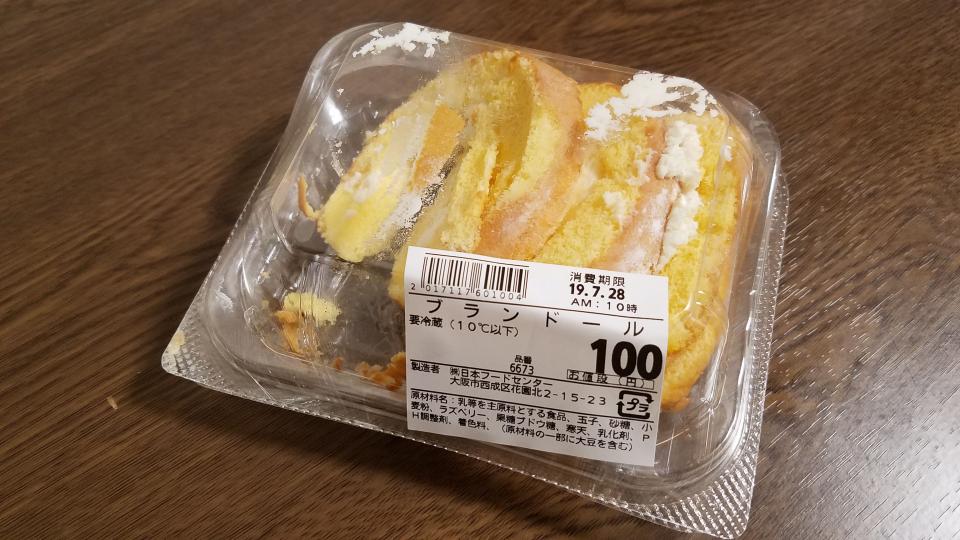 消費期限
19.7.28
AM:10時
2 017117 601004
ブランドール
要冷蔵(10℃以下)
100
お値段(円)
品番
6673
製造者 ㈱日本フードセンター
大阪市西成区花園北2-15-23
プラ
原材料名:乳等を主原料とする食品、玉子、砂糖、小
麦粉、ラズベリー、果糖ブドウ糖、寒天、乳化剤、P
H調整剤、着色料、(原材料の一部に大豆を含む)